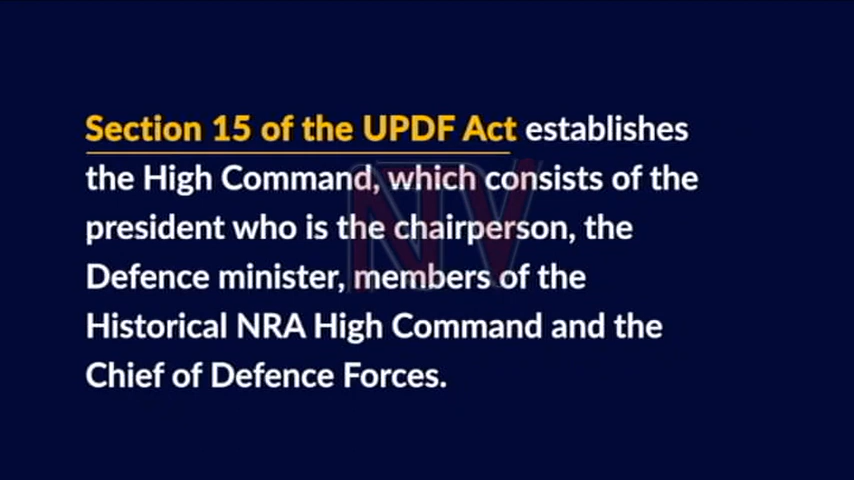 Section 15 of the UPDF Act establishes
the High Command, which consists of the
president who is the chairperson, the
Defence minister, members of the
Historical NRA High Command and the
Chief of Defence Forces.
NTV